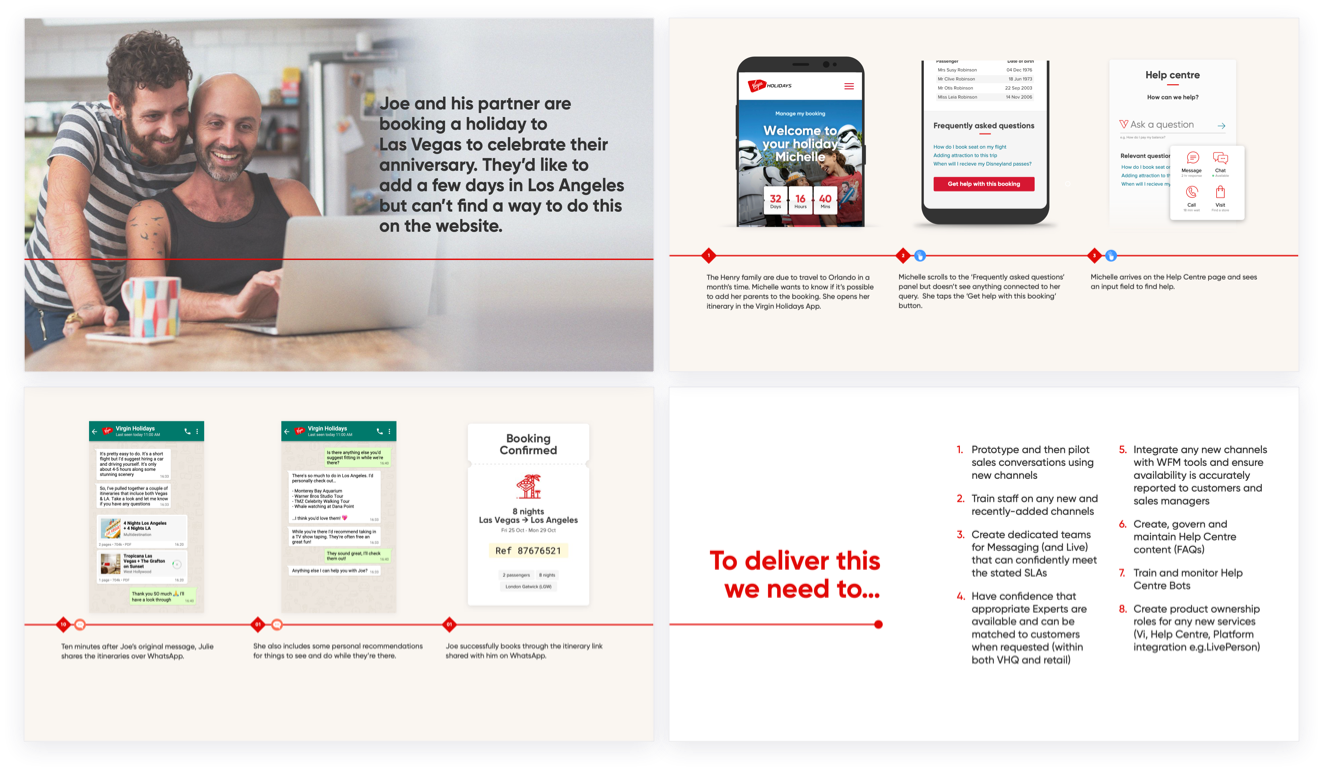 Joe and his partner are
booking a holiday to
Las Vegas to celebrate their
anniversary. They'd like to
add a few days in Los Angeles
but can't find a way to do this
on the website.
Virgin HOLIDAYS
Manage my booking
Welcome to
your holiday
Michelle
32 16 40
Days Hours Mins
1
The Henry family are due to travel to Orlando in a
month's time. Michelle wants to know if it's possible
to add her parents to the booking. She opens her
itinerary in the Virgin Holidays App.
Passenger Date of birth
Mrs Susy Robinson 04 Dec 1976
Mr Clive Robinson 18 Jun 1973
Mr Otis Robinson 22 Sep 2003
Miss Leia Robinson 14 Nov 2006
Frequently asked questions
How do I book seat on my flight
Adding attraction to this trip
When will I recieve my Disneyland passes?
Get help with this booking
2
Michelle scrolls to the 'Frequently asked questions'
panel but doesn't see anything connected to her
query. She taps the 'Get help with this booking'
button.
Help centre
How can we help?
Ask a question
Relevant question
How do I book seat o
Adding attraction to th
When will I recieve my
Message
Chat
Call
Visit
3
Michelle arrives on the Help Centre page and sees
an input field to find help.
Virgin Holidays
Last seen today 11:00 AM
It's pretty easy to do. It's a short
flight but I'd suggest hiring a car
and driving yourself. It's only
about 4-5 hours along some
stunning scenery
So, I've pulled together a couple of
itineraries that include both Vegas
& LA. Take a look and let me know
if you have any questions
4 Nights Los Angeles
+ 4 Nights LA
Multidestination
Tropicana Las
Vegas + The Grafton
on Sunset
West Hollywood
Thank you SO much 🙏 I'll
have a look through
10
Ten minutes after Joe's original message, Julie
shares the itineraries over WhatsApp.
Virgin Holidays
Last seen today 11:00 AM
Is there anything else you'd
suggest fitting in while we're
there?
There's so much to do in Los Angeles. I'd
personally check out...
- Monterey Bay Aquarium
- Warner Bros Studio Tour
- TMZ Celebrity Walking Tour
- Whale watching at Dana Point
...I think you'd love them! 💗
While you're there I'd recommend taking in
a TV show taping. They're often free an
great fun!
They sound great, I'll check
them out!
Anything else I can help you with Joe?
01
She also includes some personal recommendations
for things to see and do while they're there.
Booking
Confirmed
8 nights
Las Vegas → Los Angeles
Fri 25 Oct - Mon 29 Oct
Ref 87676521
2 passengers 8 nights
London Gatwick (LGW)
01
Joe successfully books through the itinerary link
shared with him on WhatsApp.
To deliver this
we need to...
1. Prototype and then pilot
sales conversations using
new channels
2. Train staff on any new and
recently-added channels
3. Create dedicated teams
for Messaging (and Live)
that can confidently meet
the stated SLAs
4. Have confidence that
appropriate Experts are
available and can be
matched to customers
when requested (within
both VHQ and retail)
5. Integrate any new channels
with WFM tools and ensure
availability is accurately
reported to customers and
sales managers
6. Create, govern and
maintain Help Centre
content (FAQs)
7. Train and monitor Help
Centre Bots
8. Create product ownership
roles for any new services
(Vi, Help Centre, Platform
integration e.g.LivePerson)